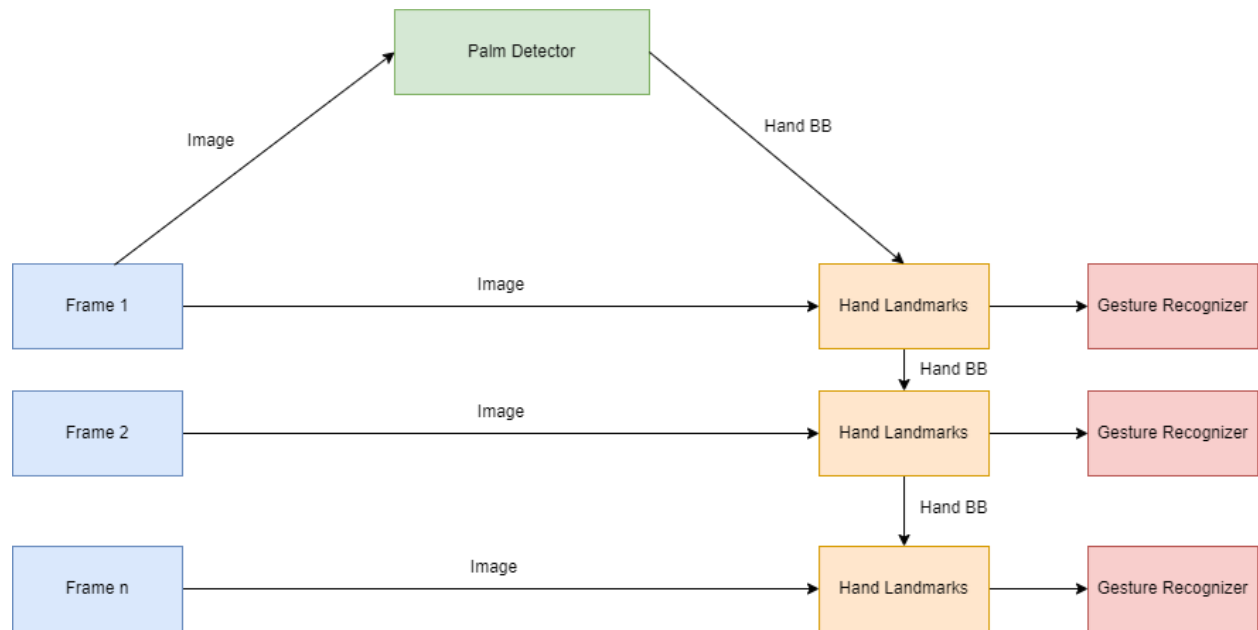 Palm Detector
Image
Hand BB
Frame 1
Image
Hand Landmarks
Gesture Recognizer
Hand BB
Frame 2
Image
Hand Landmarks
Gesture Recognizer
Hand BB
Frame n
Image
Hand Landmarks
Gesture Recognizer